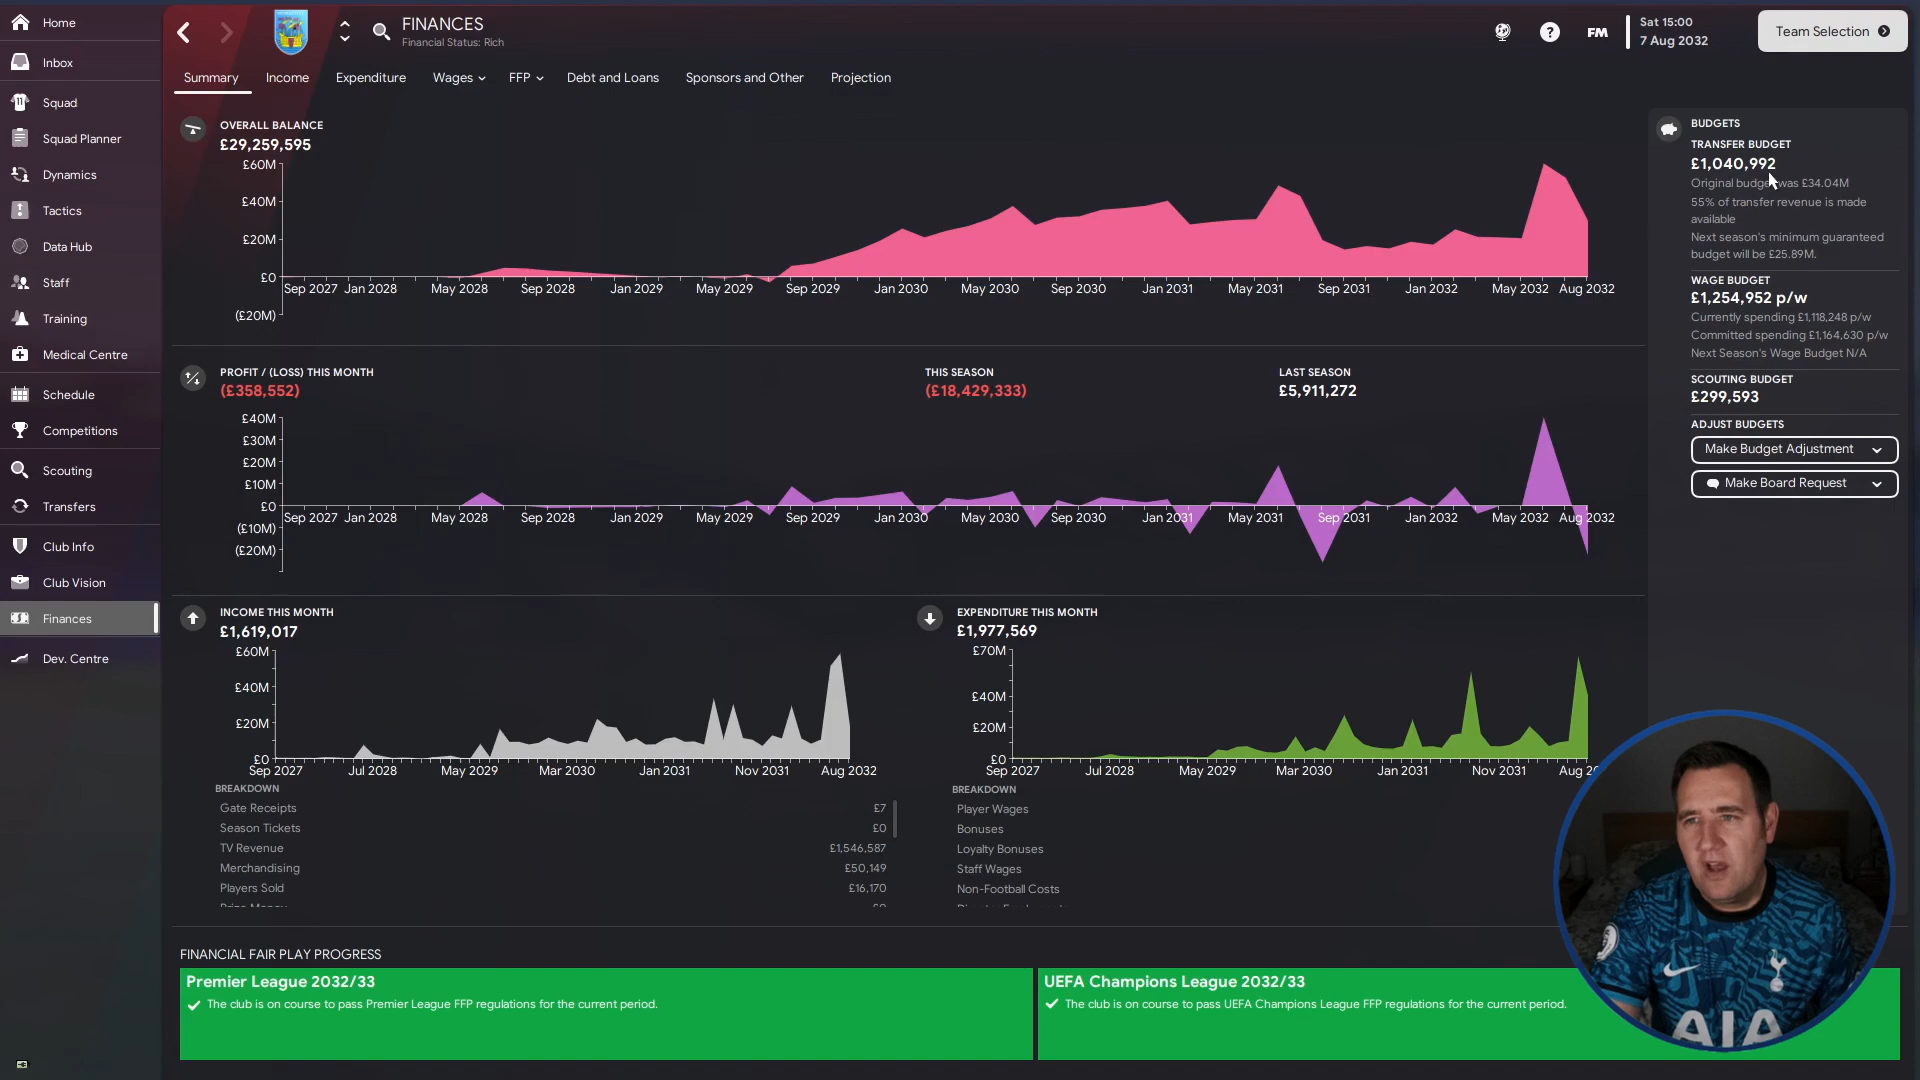 Home
Inbox
Squad
Squad Planner
Dynamics
Tactics
Data Hub
Staff
Training
Medical Centre
Schedule
Competitions
Scouting
Transfers
Club Info
Club Vision
Finances
Dev. Centre
FINANCES
Financial Status: Rich
FM
Sat 15:00
7 Aug 2032
Team Selection
Summary Income Expenditure Wages FFP Debt and Loans Sponsors and Other Projection
OVERALL BALANCE
£29,259,595
£60M
£40M
£20M
£0
(£20M)
Sep 2027 Jan 2028 May 2028 Sep 2028 Jan 2029 May 2029 Sep 2029 Jan 2030 May 2030 Sep 2030 Jan 2031 May 2031 Sep 2031 Jan 2032 May 2032 Aug 2032
PROFIT / (LOSS) THIS MONTH
(£358,552)
THIS SEASON
(£18,429,333)
LAST SEASON
£5,911,272
£40M
£30M
£20M
£10M
£0
(£10M)
(£20M)
Sep 2027 Jan 2028 May 2028 Sep 2028 Jan 2029 May 2029 Sep 2029 Jan 2030 May 2030 Sep 2030 Jan 2031 May 2031 Sep 2031 Jan 2032 May 2032 Aug 2032
INCOME THIS MONTH
£1,619,017
£60M
£40M
£20M
£0
Sep 2027 Jul 2028 May 2029 Mar 2030 Jan 2031 Nov 2031 Aug 2032
BREAKDOWN
Gate Receipts £7
Season Tickets £0
TV Revenue £1,546,587
Merchandising £50,149
Players Sold £16,170
EXPENDITURE THIS MONTH
£1,977,569
£70M
£40M
£20M
£0
Sep 2027 Jul 2028 May 2029 Mar 2030 Jan 2031 Nov 2031
BREAKDOWN
Player Wages
Bonuses
Loyalty Bonuses
Staff Wages
Non-Football Costs
BUDGETS
TRANSFER BUDGET
£1,040,992
Original budget was £34.04M
55% of transfer revenue is made
available
Next season's minimum guaranteed
budget will be £25.89M.
WAGE BUDGET
£1,254,952 p/w
Currently spending £1,118,248 p/w
Committed spending £1,164,630 p/w
Next Season's Wage Budget N/A
SCOUTING BUDGET
£299,593
ADJUST BUDGETS
Make Budget Adjustment
Make Board Request
FINANCIAL FAIR PLAY PROGRESS
Premier League 2032/33
The club is on course to pass Premier League FFP regulations for the current period.
UEFA Champions League 2032/33
The club is on course to pass UEFA Champions League FFP regulations for the current period.
AIA